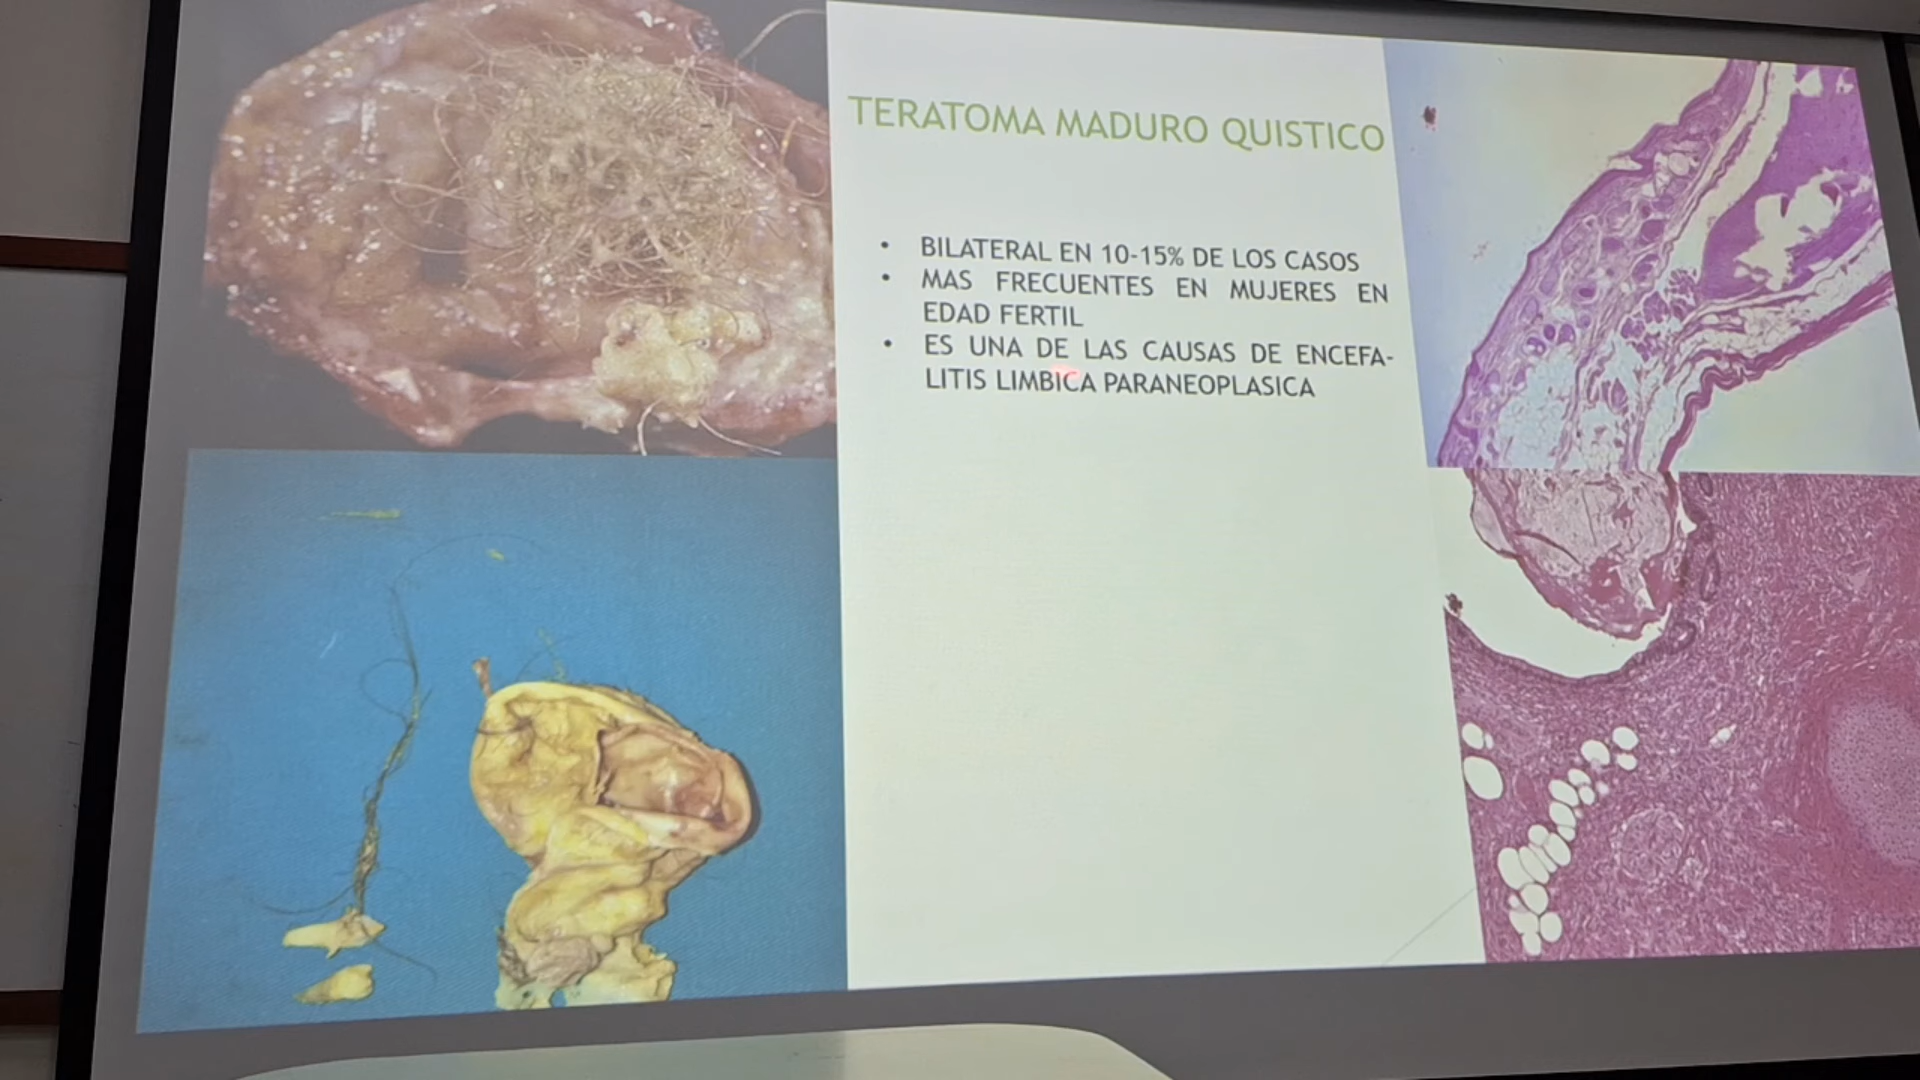 TERATOMA MADURO QUISTICO
• BILATERAL EN 10-15% DE LOS CASOS
• MAS FRECUENTES EN MUJERES EN
EDAD FERTIL
• ES UNA DE LAS CAUSAS DE ENCEFA-
LITIS LIMBICA PARANEOPLASICA